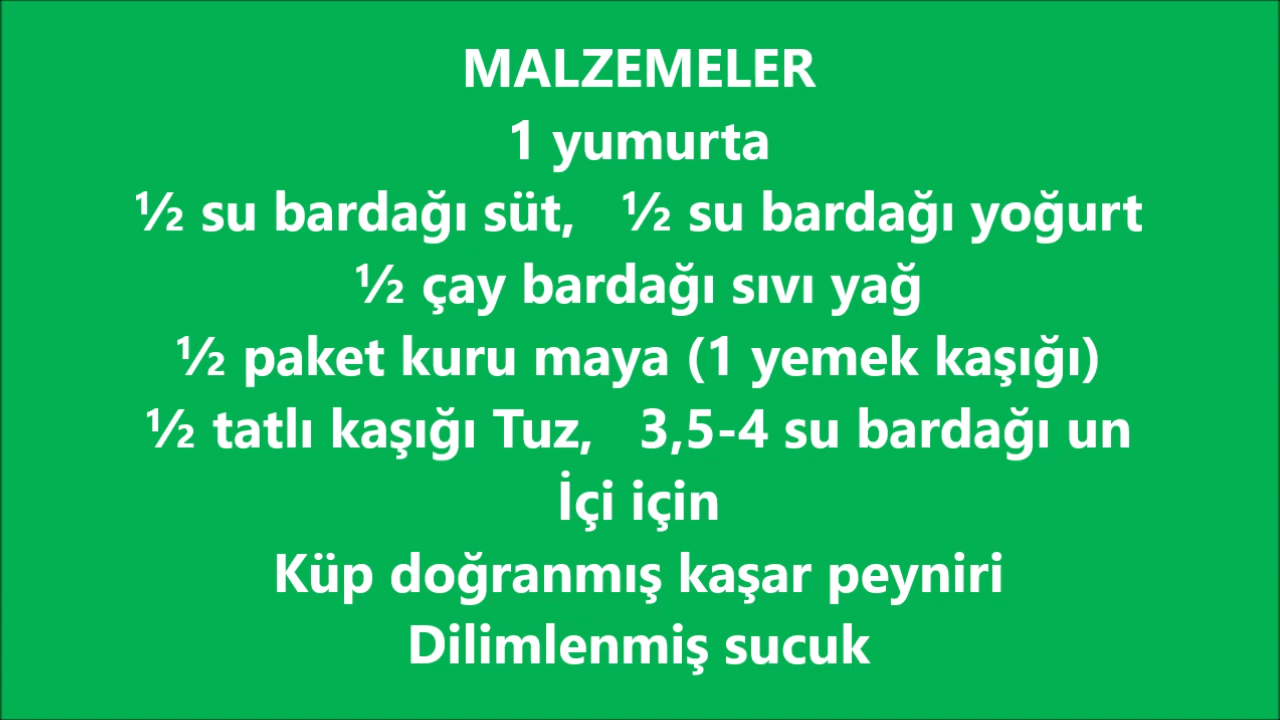 MALZEMELER
1 yumurta
½ su bardağı süt,   ½ su bardağı yoğurt
½ çay bardağı sıvı yağ
½ paket kuru maya (1 yemek kaşığı)
½ tatlı kaşığı Tuz,   3,5-4 su bardağı un
İçi için
Küp doğranmış kaşar peyniri
Dilimlenmiş sucuk